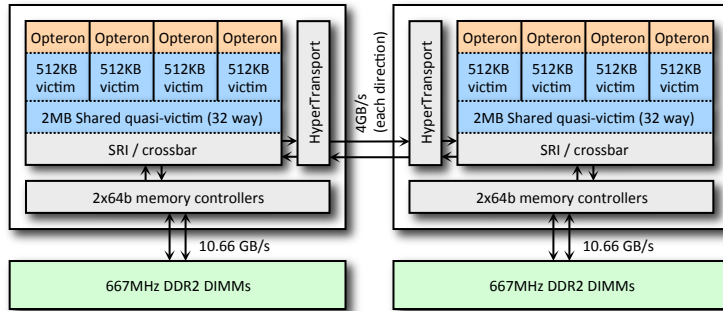 Opteron Opteron Opteron Opteron
512KB victim 512KB victim 512KB victim 512KB victim
2MB Shared quasi-victim (32 way)
SRI / crossbar
HyperTransport
2x64b memory controllers
10.66 GB/s
667MHz DDR2 DIMMs
4GB/s
(each direction)
HyperTransport
Opteron Opteron Opteron Opteron
512KB victim 512KB victim 512KB victim 512KB victim
2MB Shared quasi-victim (32 way)
SRI / crossbar
2x64b memory controllers
10.66 GB/s
667MHz DDR2 DIMMs